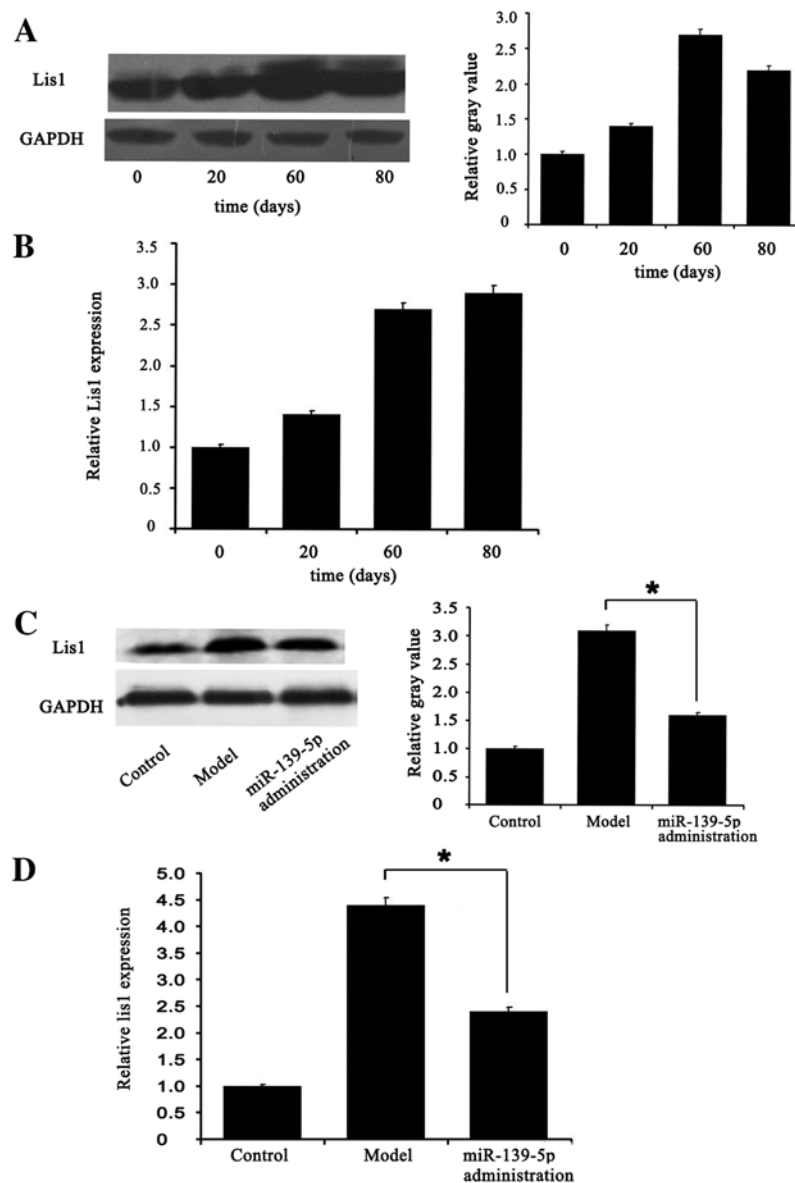 A
Lis1
GAPDH
0 20 60 80
time (days)
Relative gray value
3.0
2.5
2.0
1.5
1.0
0.5
0
0 20 60 80
time (days)
B
Relative Lis1 expression
3.5
3.0
2.5
2.0
1.5
1.0
0.5
0
0 20 60 80
time (days)
C
Lis1
GAPDH
Control
Model
miR-139-5p
administration
Relative gray value
3.5
3.0
2.5
2.0
1.5
1.0
0.5
0
*
Control Model miR-139-5p
administration
D
Relative lis1 expression
5.0
4.5
4.0
3.5
3.0
2.5
2.0
1.5
1.0
0.5
0
*
Control Model miR-139-5p
administration